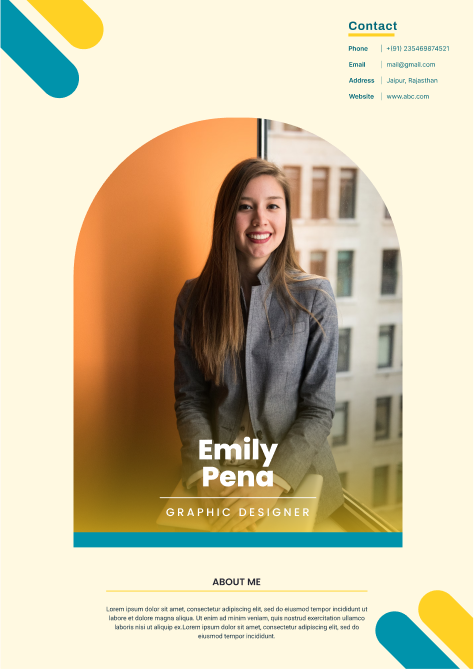 Contact
Phone | +(91) 235469874521
Email | mail@gmail.com
Address | Jaipur, Rajasthan
Website | www.abc.com
Emily
Pena
GRAPHIC DESIGNER
ABOUT ME
Lorem ipsum dolor sit amet, consectetur adipiscing elit, sed do eiusmod tempor incididunt ut
labore et dolore magna aliqua. Ut enim ad minim veniam, quis nostrud exercitation ullamco
laboris nisi ut aliquip ex.Lorem ipsum dolor sit amet, consectetur adipiscing elit, sed do
eiusmod tempor incididunt.